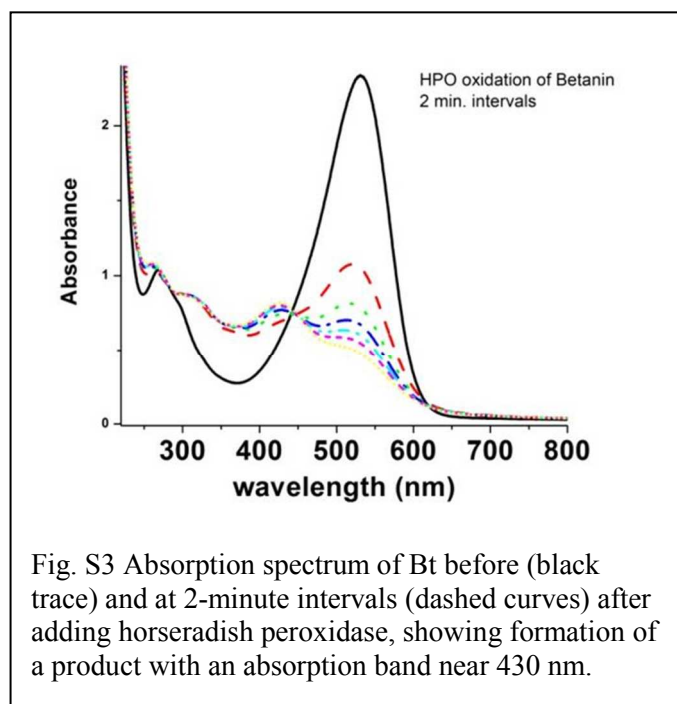 HPO oxidation of Betanin
2 min. intervals
2
1
0
Absorbance
300 400 500 600 700 800
wavelength (nm)
Fig. S3 Absorption spectrum of Bt before (black
trace) and at 2-minute intervals (dashed curves) after
adding horseradish peroxidase, showing formation of
a product with an absorption band near 430 nm.